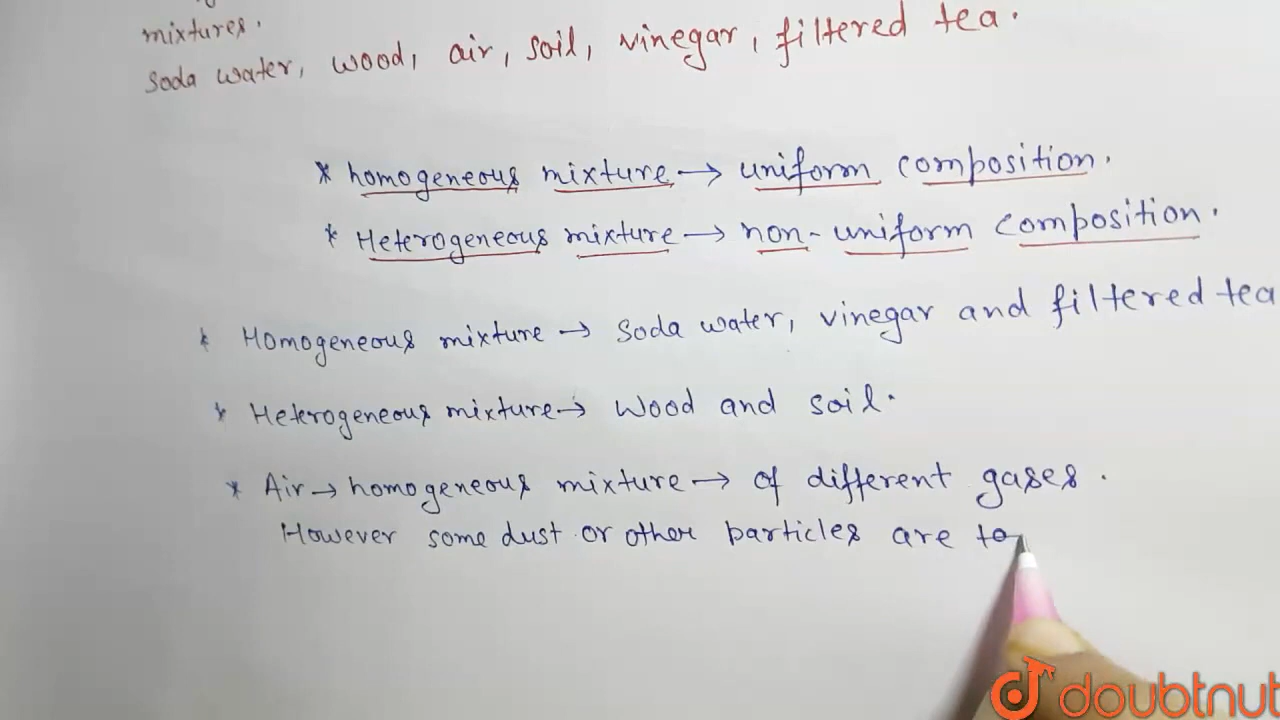 mixtures.
Soda water, wood, air, soil, vinegar, filtered tea.
* homogeneous mixture → uniform composition.
* Heterogeneous mixture → non-uniform composition.
* Homogeneous mixture → Soda water, vinegar and filtered tea
* Heterogeneous mixture → Wood and soil.
* Air → homogeneous mixture → of different gases.
However some dust or other particles are to
doubtnut